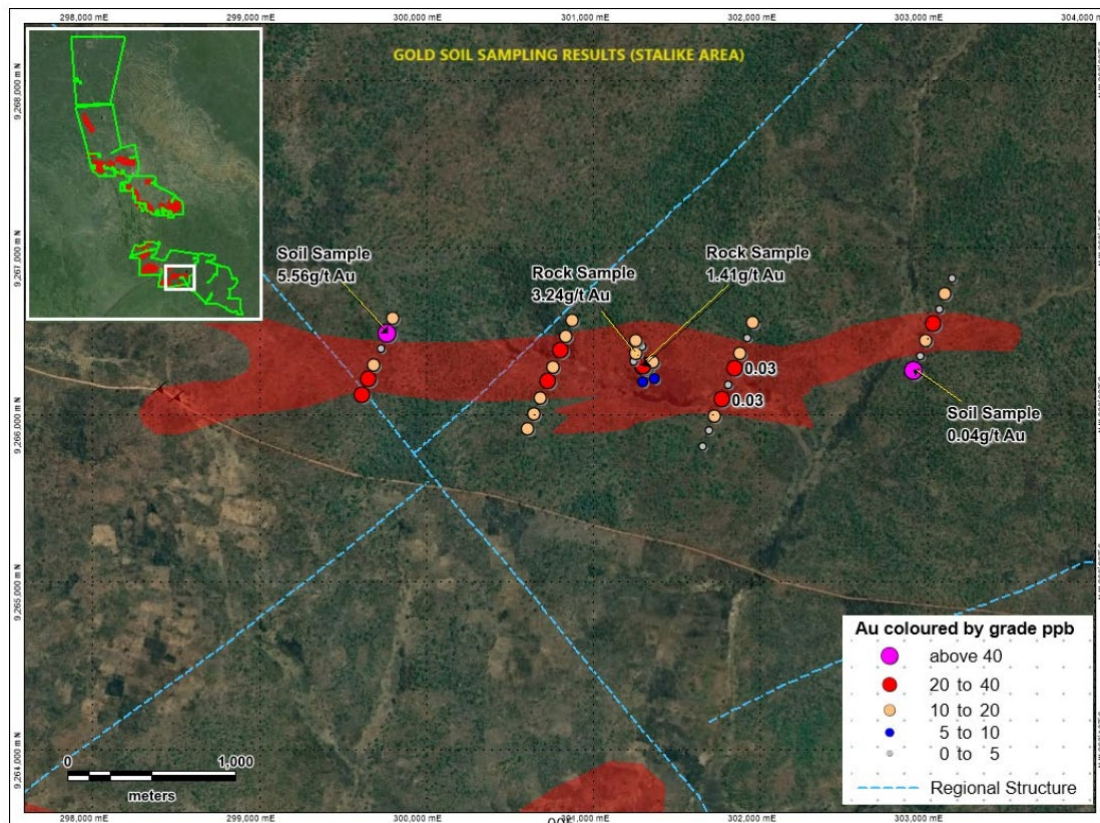 298,000 mE 299,000 mE 300,000 mE 301,000 mE 302,000 mE 303,000 mE 304,000
GOLD SOIL SAMPLING RESULTS (STALIKE AREA)
9,268,000 m N
9,267,000 m N
9,266,000 m N
9,265,000 m N
9,264,000 m N
Soil Sample
5.56g/t Au
Rock Sample
3.24g/t Au
Rock Sample
1.41g/t Au
0.03
0.03
Soil Sample
0.04g/t Au
Au coloured by grade ppb
above 40
20 to 40
10 to 20
5 to 10
0 to 5
Regional Structure
0 1,000
meters
298,000 mE 299,000 mE 300,000 mE 301,000 mE 302,000 mE 303,000 mE